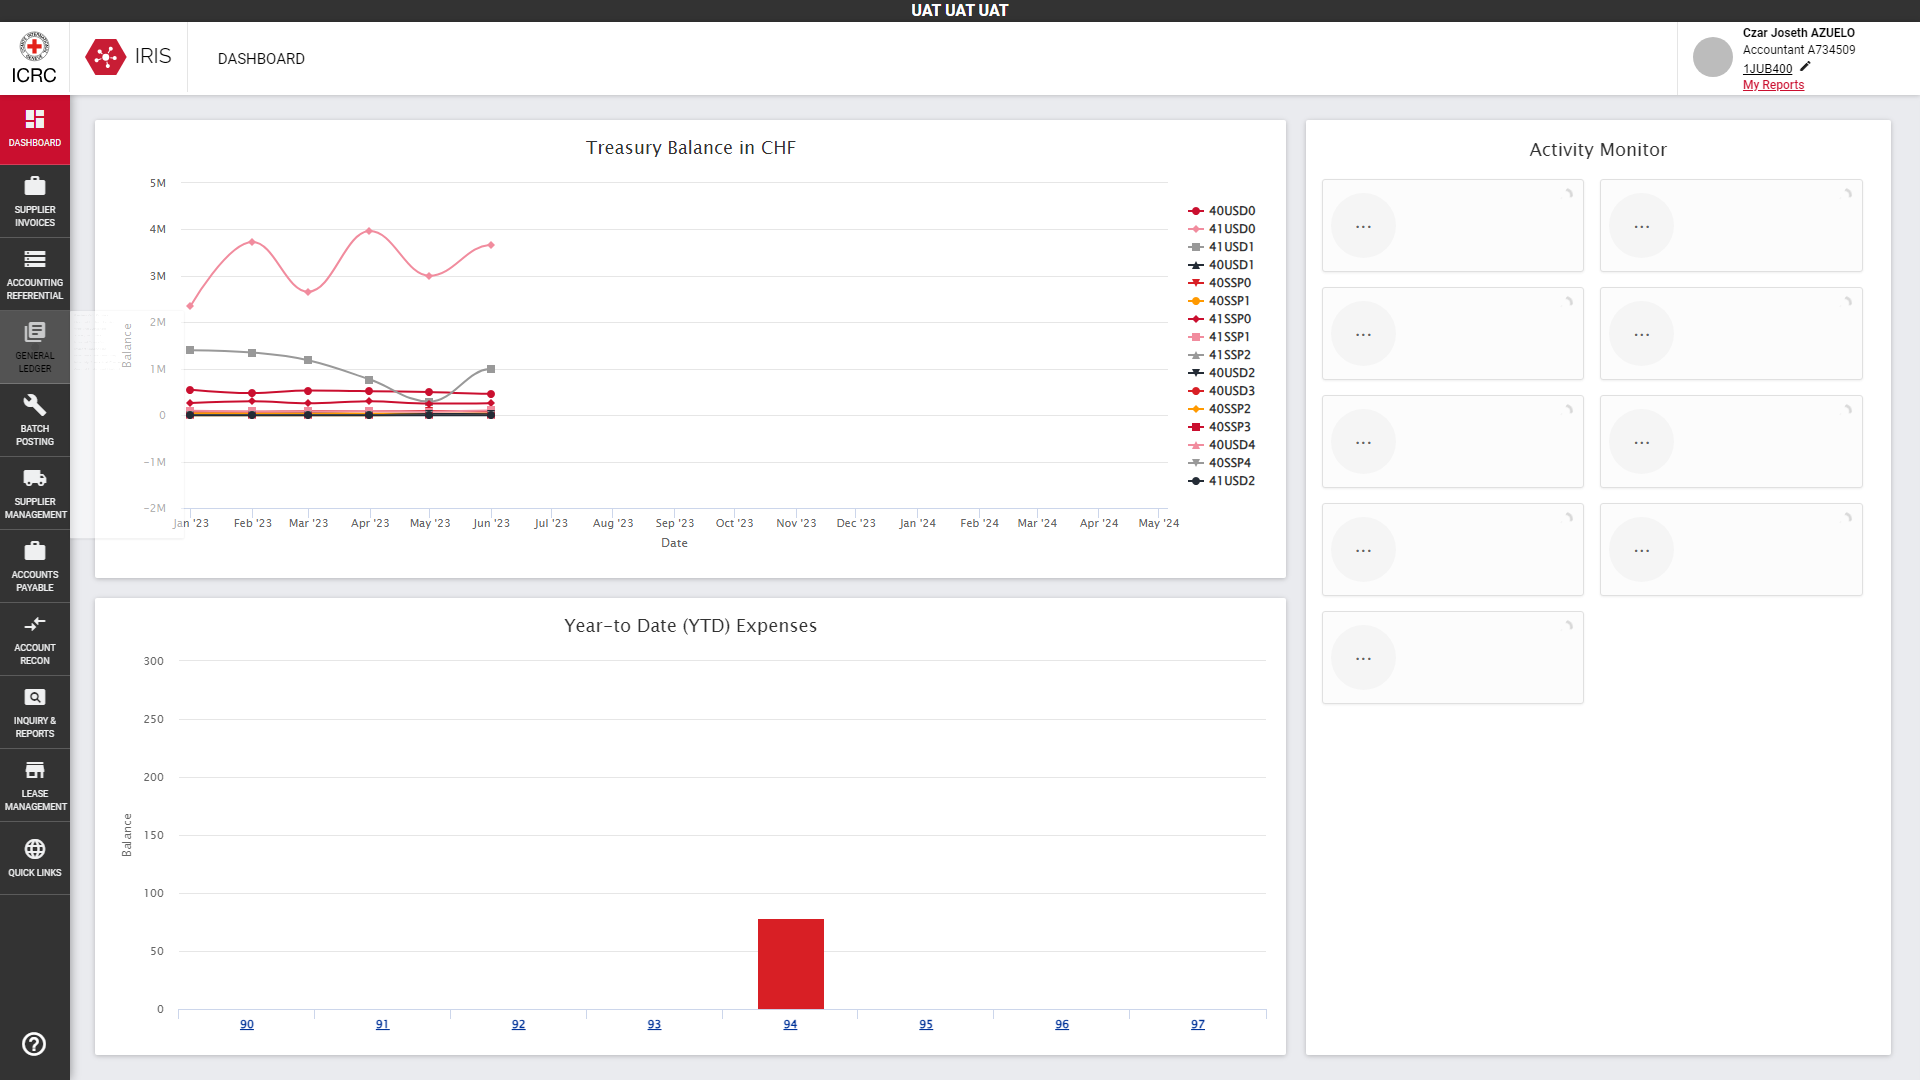 UAT UAT UAT
ICRC
IRIS
DASHBOARD
Czar Joseth AZUELO
Accountant A734509
1JUB400
My Reports
DASHBOARD
SUPPLIER
INVOICES
ACCOUNTING
REFERENTIAL
GENERAL
LEDGER
BATCH
POSTING
SUPPLIER
MANAGEMENT
ACCOUNTS
PAYABLE
ACCOUNT
RECON
INQUIRY &
REPORTS
LEASE
MANAGEMENT
QUICK LINKS
Treasury Balance in CHF
5M
4M
3M
2M
1M
0
-1M
-2M
Balance
Jan '23
Feb '23
Mar '23
Apr '23
May '23
Jun '23
Jul '23
Aug '23
Sep '23
Oct '23
Nov '23
Dec '23
Jan '24
Feb '24
Mar '24
Apr '24
May '24
Date
40USD0
41USD0
41USD1
40USD1
40SSP0
40SSP1
41SSP0
41SSP1
41SSP2
40USD2
40USD3
40SSP2
40SSP3
40USD4
40SSP4
41USD2
Year-to Date (YTD) Expenses
300
250
200
150
100
50
0
Balance
90
91
92
93
94
95
96
97
Activity Monitor
...
...
...
...
...
...
...
...
...